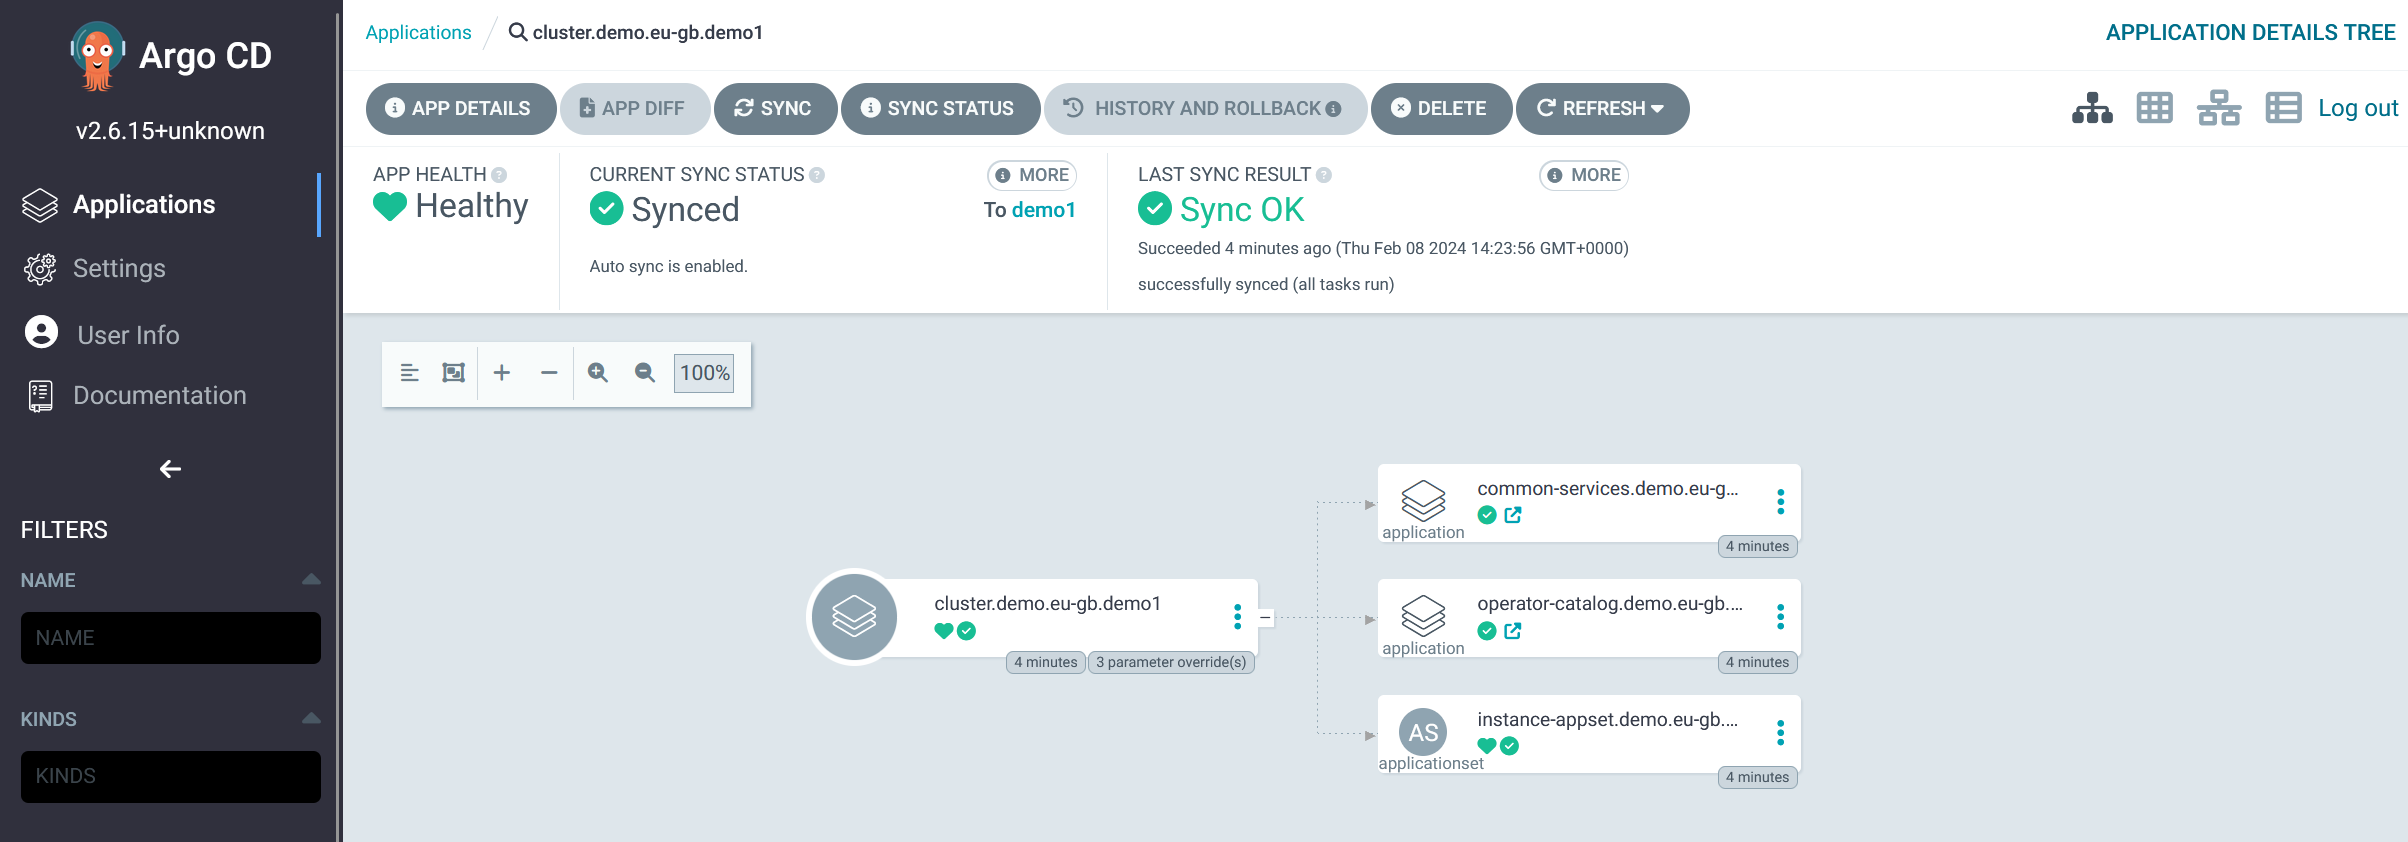 Argo CD
v2.6.15+unknown
Applications
Settings
User Info
Documentation
FILTERS
NAME
NAME
KINDS
KINDS
Applications / cluster.demo.eu-gb.demo1
APPLICATION DETAILS TREE
APP DETAILS
APP DIFF
SYNC
SYNC STATUS
HISTORY AND ROLLBACK
DELETE
REFRESH
Log out
APP HEALTH
Healthy
CURRENT SYNC STATUS
MORE
Synced
To demo1
Auto sync is enabled.
LAST SYNC RESULT
MORE
Sync OK
Succeeded 4 minutes ago (Thu Feb 08 2024 14:23:56 GMT+0000)
successfully synced (all tasks run)
100%
cluster.demo.eu-gb.demo1
4 minutes
3 parameter override(s)
common-services.demo.eu-g...
application
4 minutes
operator-catalog.demo.eu-gb....
application
4 minutes
AS
instance-appset.demo.eu-gb....
applicationset
4 minutes